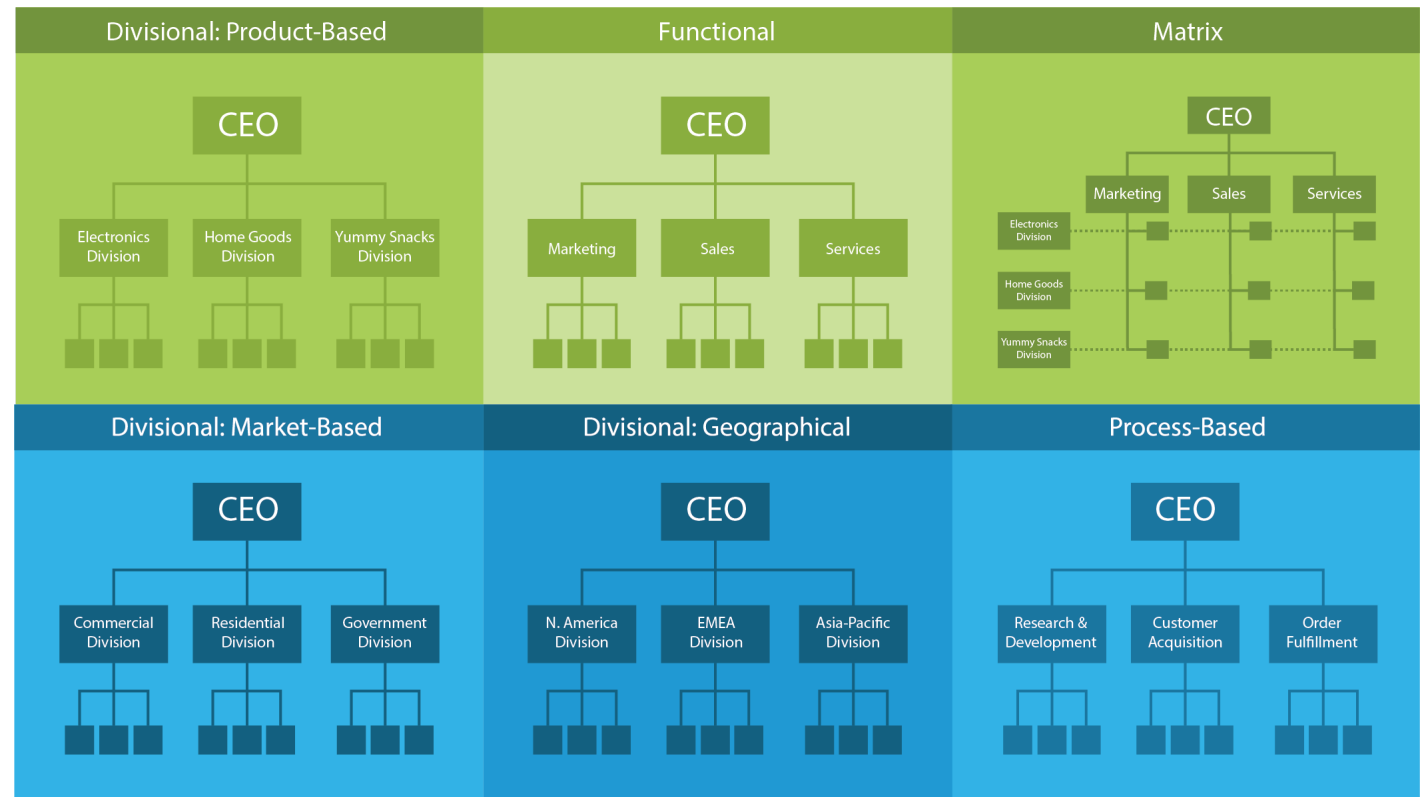 Divisional: Product-Based
CEO
Electronics
Division
Home Goods
Division
Yummy Snacks
Division
Functional
CEO
Marketing
Sales
Services
Matrix
CEO
Marketing
Sales
Services
Electronics
Division
Home Goods
Division
Yummy Snacks
Division
Divisional: Market-Based
CEO
Commercial
Division
Residential
Division
Government
Division
Divisional: Geographical
CEO
N. America
Division
EMEA
Division
Asia-Pacific
Division
Process-Based
CEO
Research &
Development
Customer
Acquisition
Order
Fulfillment